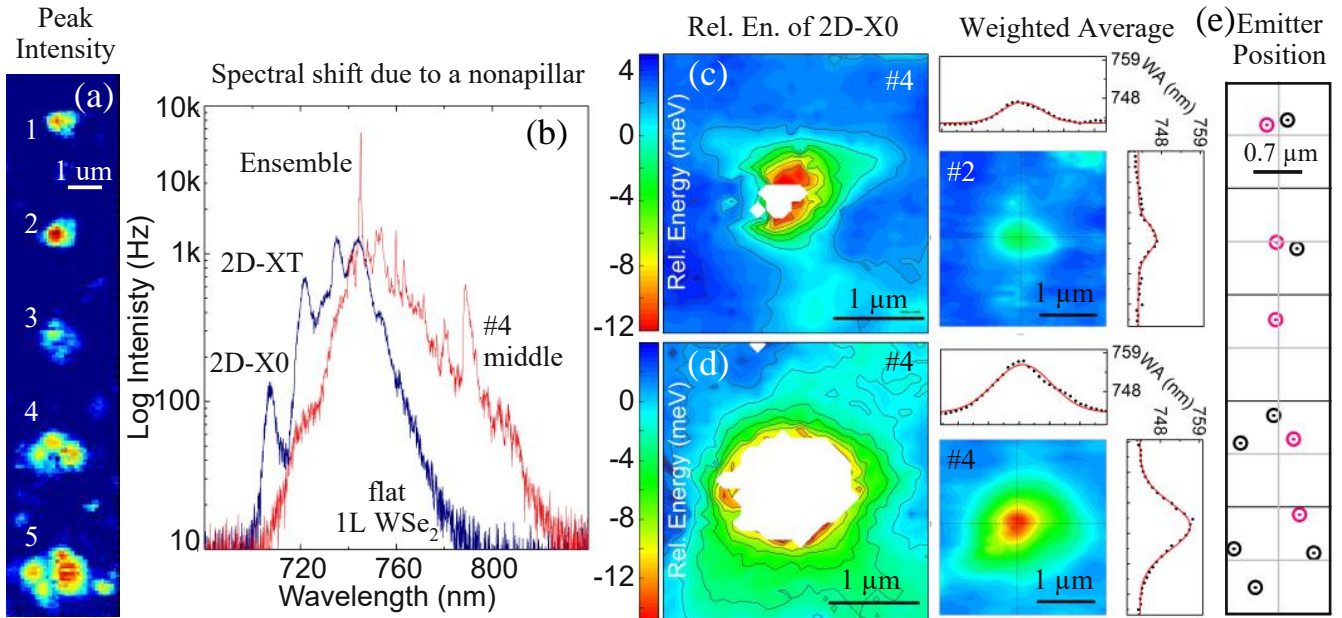 Peak
Intensity
(a)
1
1 um
2
3
4
5
Spectral shift due to a nonapillar
(b)
10k
10k
1k
100
10
Log Intenisty (Hz)
Ensemble
2D-XT
2D-X0
#4
middle
flat
1L WSe2
720
760
800
Wavelength (nm)
Rel. En. of 2D-X0
4
0
-4
-8
-12
Rel. Energy (meV)
(c)
#4
1 µm
0
-4
-8
-12
Rel. Energy (meV)
(d)
#4
1 µm
Weighted Average
759
748
WA (nm)
748
759
#2
1 µm
759
748
WA (nm)
748
759
#4
1 µm
(e)
Emitter
Position
0.7 µm